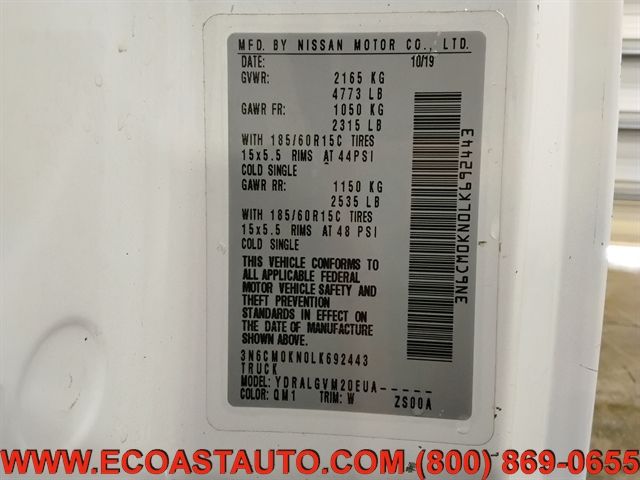 MFD. BY NISSAN MOTOR CO., LTD.
DATE: 10/19
GVWR: 2165 KG
4773 LB
GAWR FR: 1050 KG
2315 LB
WITH 185/60R15C TIRES
15x5.5 RIMS AT 44PSI
COLD SINGLE
GAWR RR: 1150 KG
2535 LB
WITH 185/60R15C TIRES
15x5.5 RIMS AT 48 PSI
COLD SINGLE
THIS VEHICLE CONFORMS TO
ALL APPLICABLE FEDERAL
MOTOR VEHICLE SAFETY AND
THEFT PREVENTION
STANDARDS IN EFFECT ON
THE DATE OF MANUFACTURE
SHOWN ABOVE.
3N6CM0KN0LK692443
TRUCK
MODEL: YDRALGVM20EUA-----
COLOR: QM1 TRIM: W ZS00A
3N6CM0KN0LK692443
WWW.ECOASTAUTO.COM (800) 869-0655